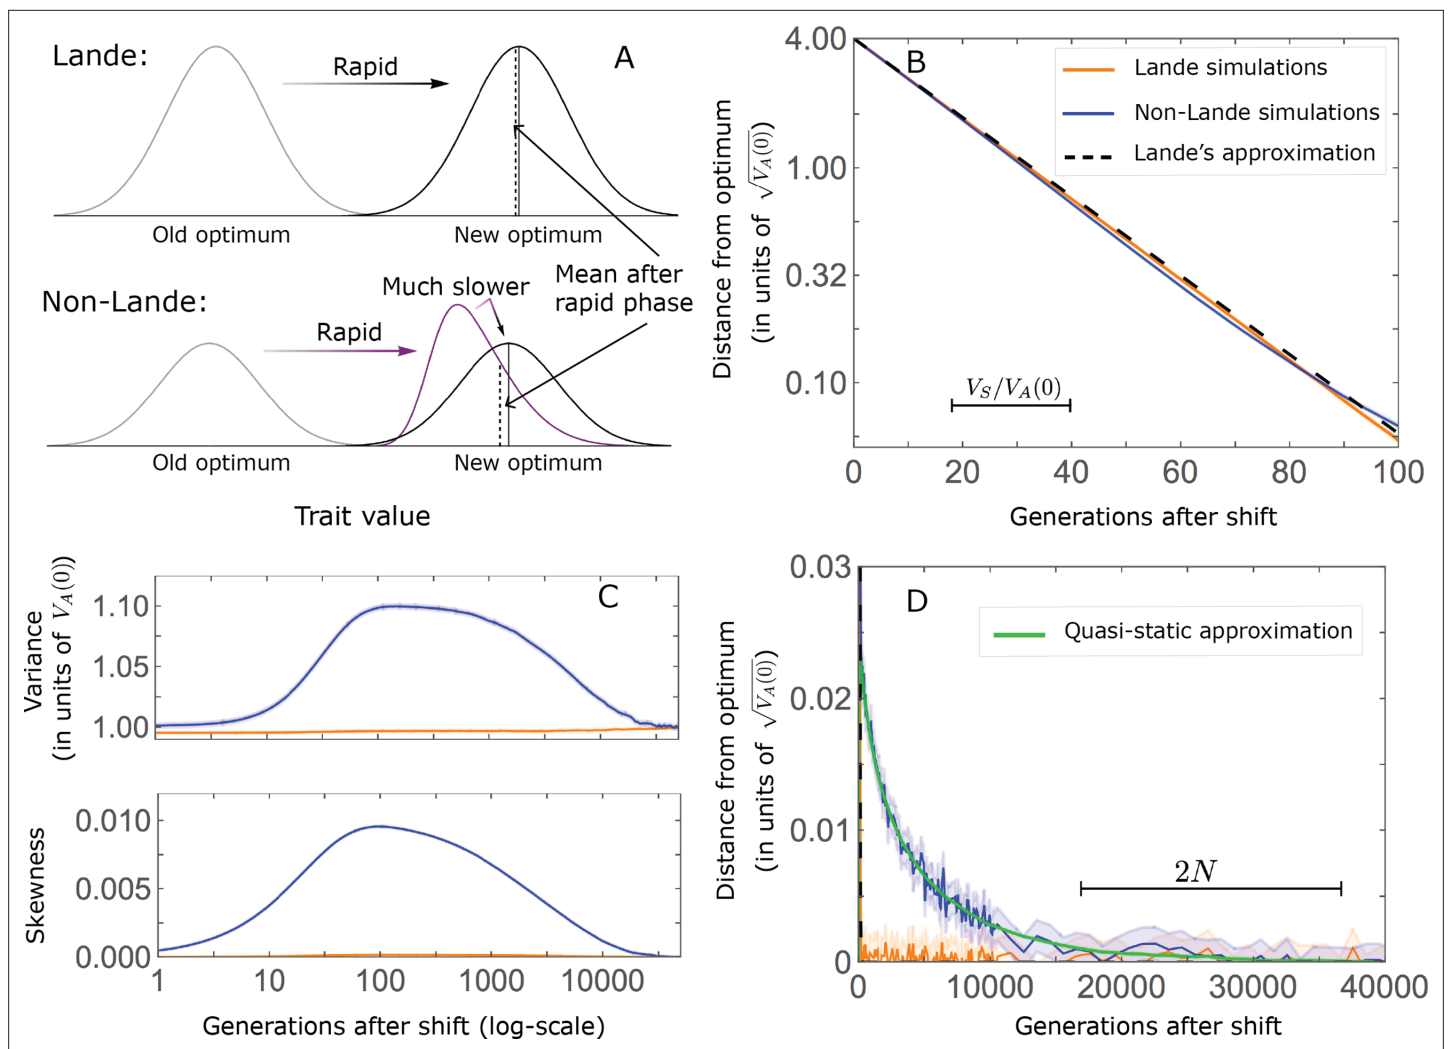 A
Lande:
Rapid
Old optimum
New optimum
Mean after
rapid phase
Non-Lande:
Much slower
Rapid
Old optimum
New optimum
Trait value
B
Distance from optimum
(in units of √V_A(0))
4.00
1.00
0.32
0.10
Lande simulations
Non-Lande simulations
Lande's approximation
V_S/V_A(0)
0 20 40 60 80 100
Generations after shift
C
Variance
(in units of V_A(0))
1.10
1.05
1.00
Skewness
0.010
0.005
0.000
1 10 100 1000 10000
Generations after shift (log-scale)
D
Distance from optimum
(in units of √V_A(0))
0.03
0.02
0.01
0
Quasi-static approximation
2N
0 10000 20000 30000 40000
Generations after shift